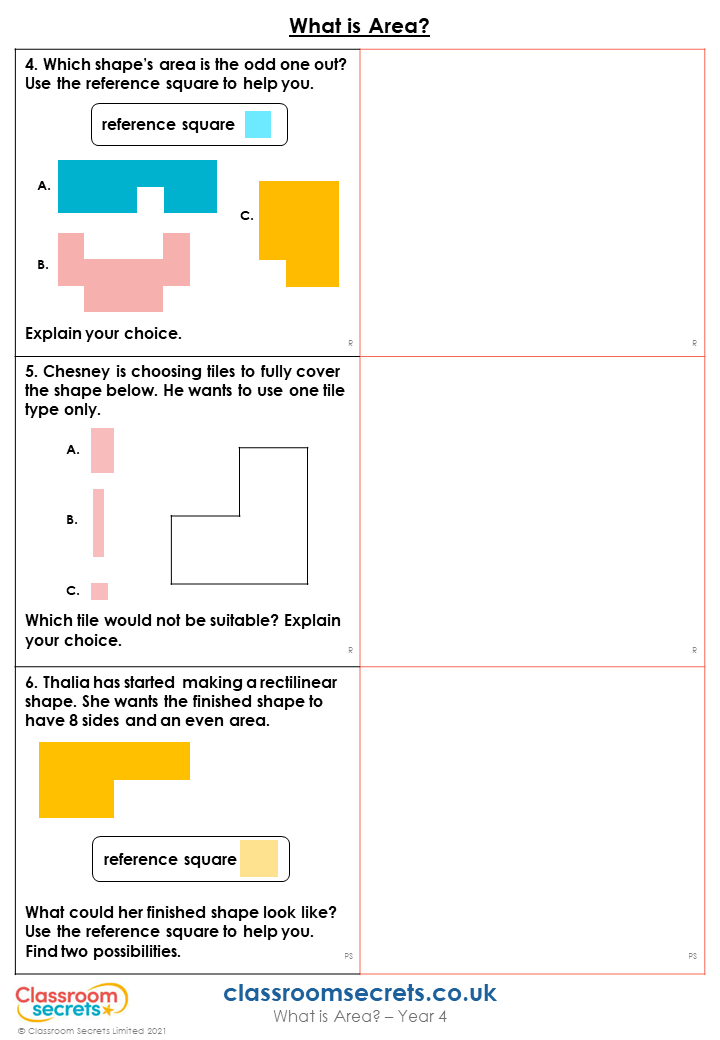 What is Area?
4. Which shape's area is the odd one out?
Use the reference square to help you.
reference square
A.
C.
B.
Explain your choice.
R
R
5. Chesney is choosing tiles to fully cover
the shape below. He wants to use one tile
type only.
A.
B.
C.
Which tile would not be suitable? Explain
your choice.
R
R
6. Thalia has started making a rectilinear
shape. She wants the finished shape to
have 8 sides and an even area.
reference square
What could her finished shape look like?
Use the reference square to help you.
Find two possibilities.
PS
PS
Classroom
secrets
© Classroom Secrets Limited 2021
classroomsecrets.co.uk
What is Area? – Year 4